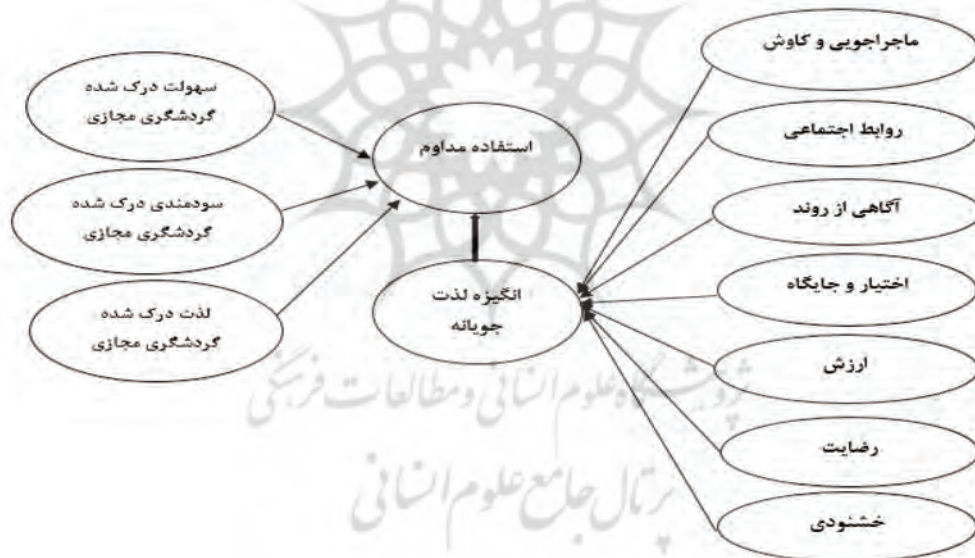 ماجراجویی و کاوش
روابط اجتماعی
آگاهی از روند
اختیار و جایگاه
ارزش
رضایت
خشنودی
استفاده مداوم
انگیزه لذت
جویانه
سهولت درک شده
گردشگری مجازی
سودمندی درک شده
گردشگری مجازی
لذت درک شده
گردشگری مجازی
پژوهشگاه علوم انسانی و مطالعات فرهنگی
پرتال جامع علوم انسانی